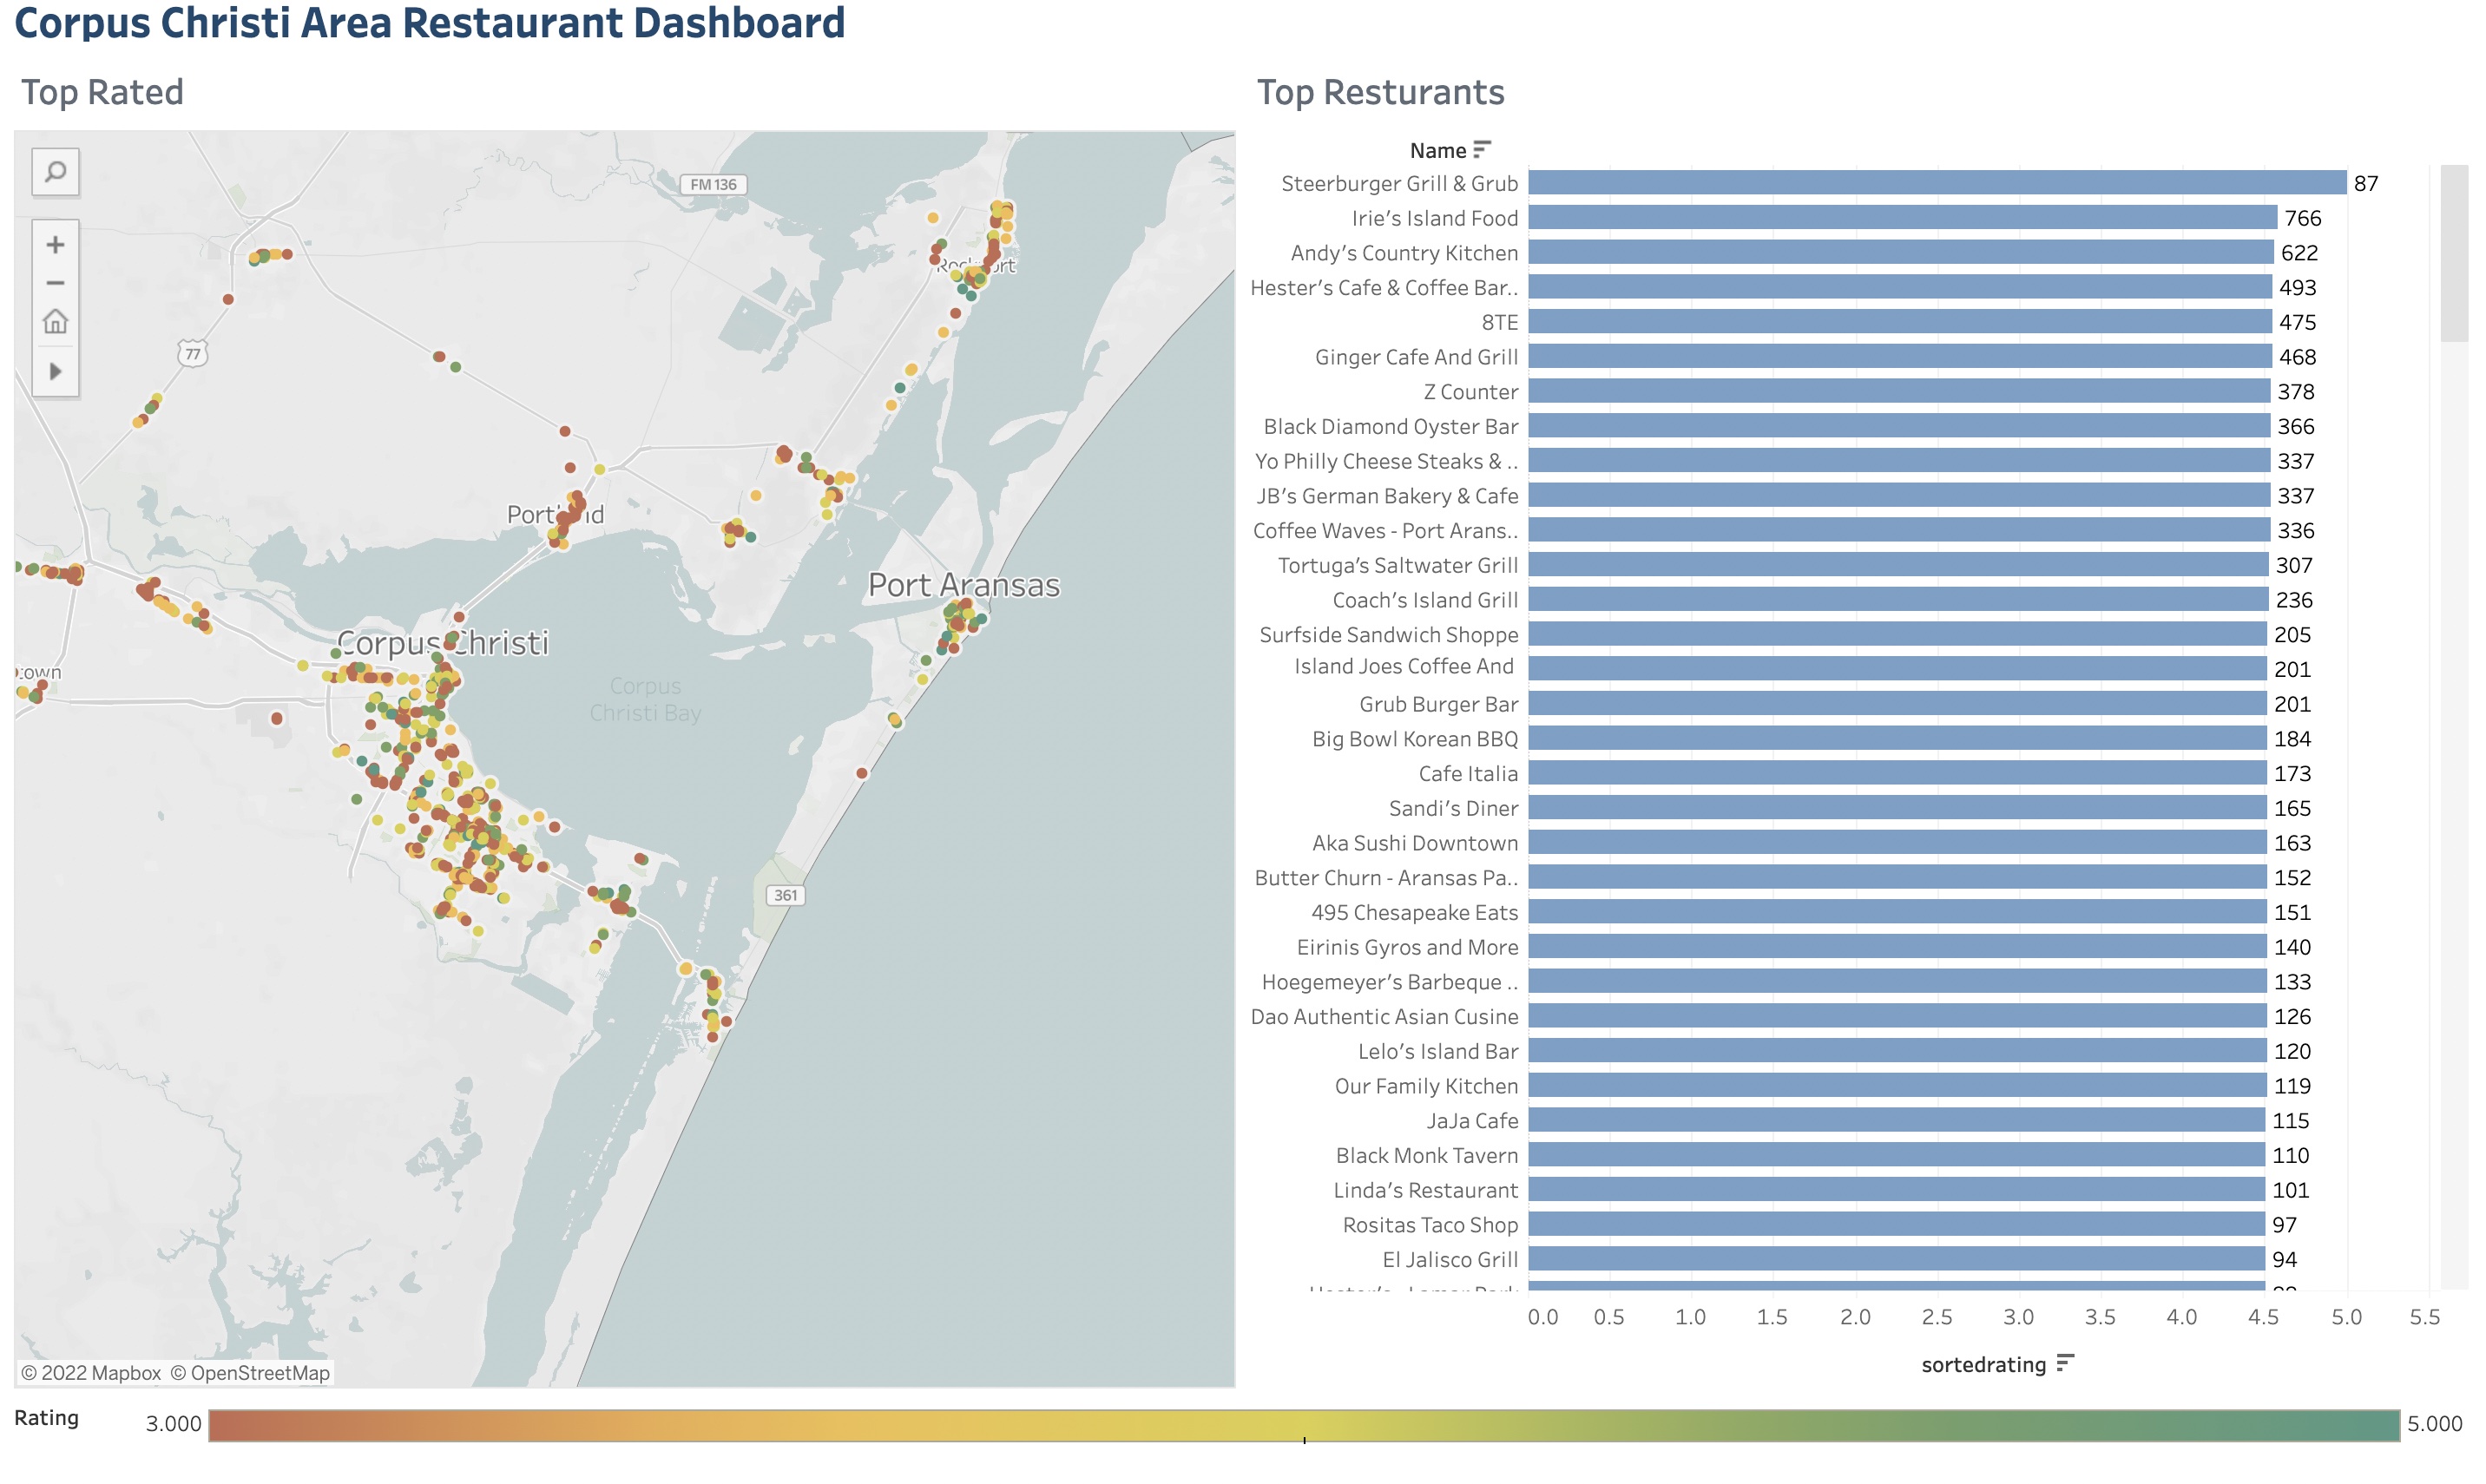 Corpus Christi Area Restaurant Dashboard
Top Rated
FM 136
77
Portland
Port Aransas
Corpus Christi
town
Corpus
Christi Bay
361
© 2022 Mapbox © OpenStreetMap
Top Resturants
Name
Steerburger Grill & Grub 87
Irie's Island Food 766
Andy's Country Kitchen 622
Hester's Cafe & Coffee Bar.. 493
8TE 475
Ginger Cafe And Grill 468
Z Counter 378
Black Diamond Oyster Bar 366
Yo Philly Cheese Steaks & .. 337
JB's German Bakery & Cafe 337
Coffee Waves - Port Arans.. 336
Tortuga's Saltwater Grill 307
Coach's Island Grill 236
Surfside Sandwich Shoppe 205
Island Joes Coffee And 201
Grub Burger Bar 201
Big Bowl Korean BBQ 184
Cafe Italia 173
Sandi's Diner 165
Aka Sushi Downtown 163
Butter Churn - Aransas Pa.. 152
495 Chesapeake Eats 151
Eirinis Gyros and More 140
Hoegemeyer's Barbeque .. 133
Dao Authentic Asian Cusine 126
Lelo's Island Bar 120
Our Family Kitchen 119
JaJa Cafe 115
Black Monk Tavern 110
Linda's Restaurant 101
Rositas Taco Shop 97
El Jalisco Grill 94
0.0 0.5 1.0 1.5 2.0 2.5 3.0 3.5 4.0 4.5 5.0 5.5
sortedrating
Rating 3.000 5.000